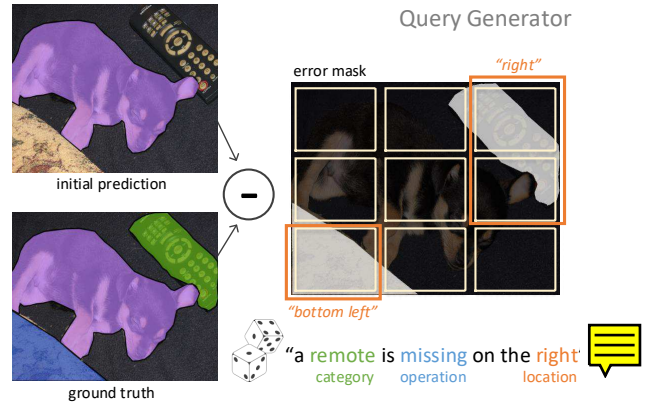 Query Generator
"right"
error mask
initial prediction
-
"bottom left"
"a remote is missing on the right"
category operation location
ground truth